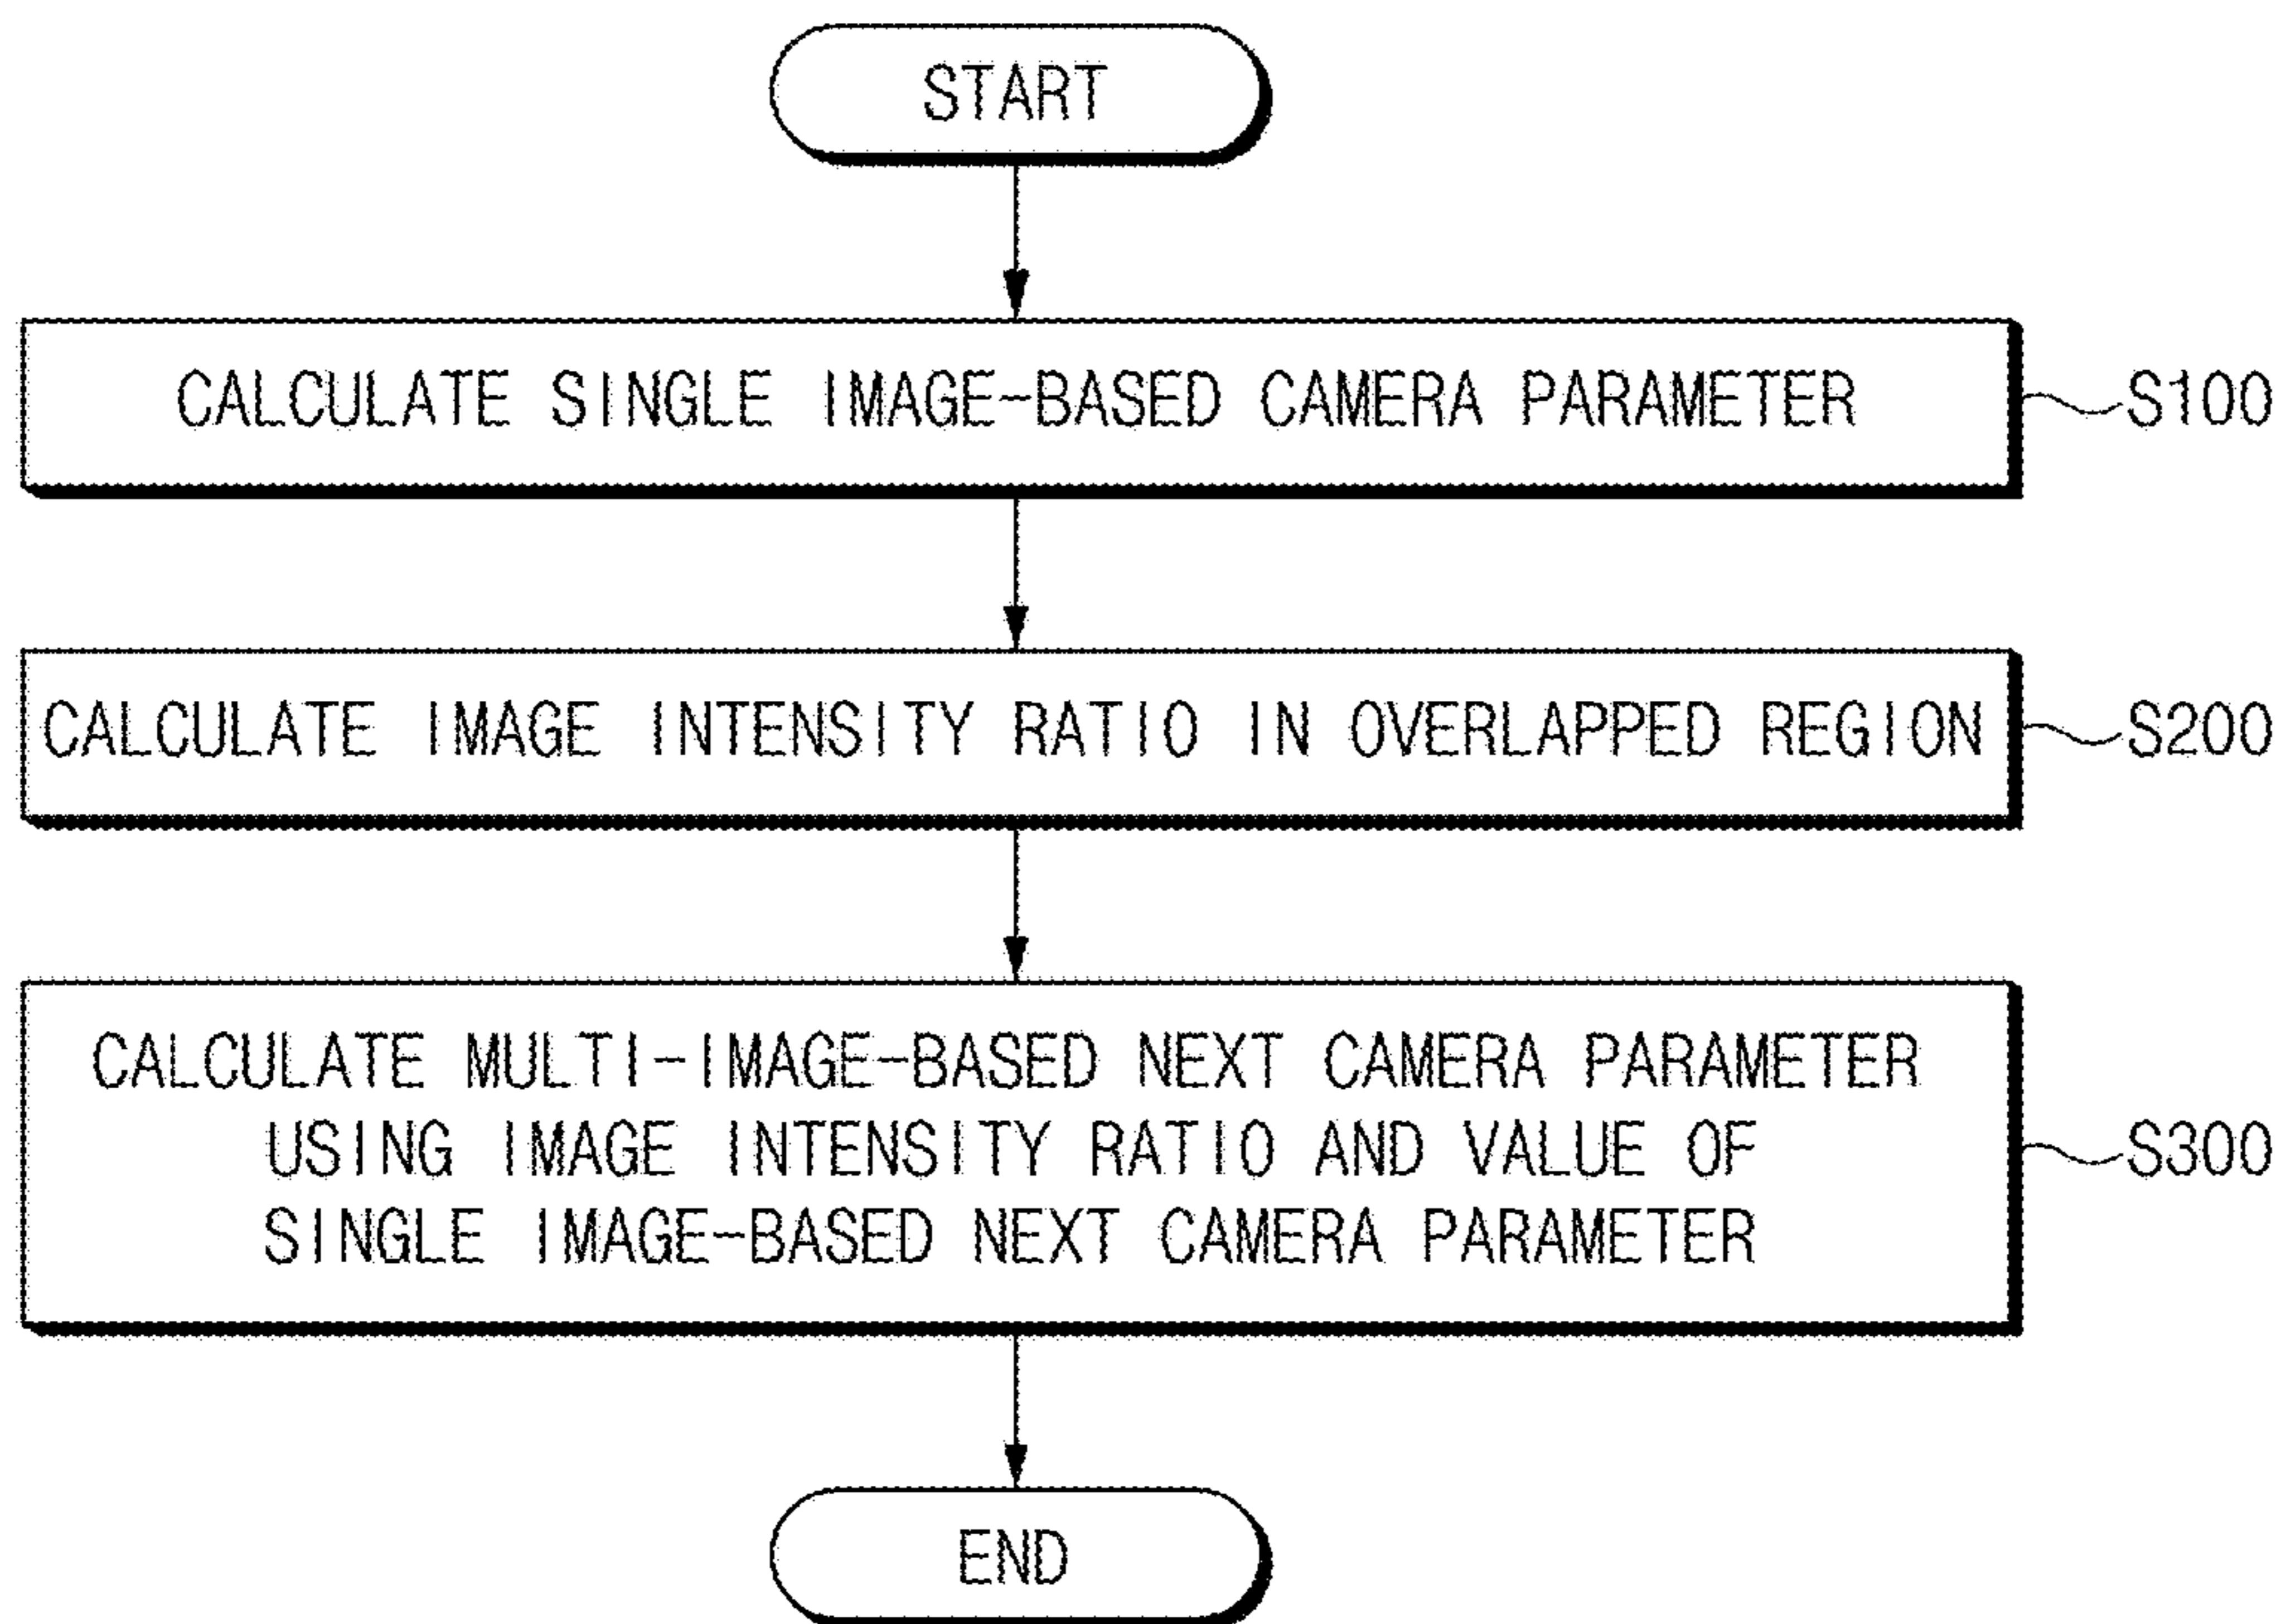 START
CALCULATE SINGLE IMAGE-BASED CAMERA PARAMETER
S100
CALCULATE IMAGE INTENSITY RATIO IN OVERLAPPED REGION
S200
CALCULATE MULTI-IMAGE-BASED NEXT CAMERA PARAMETER
USING IMAGE INTENSITY RATIO AND VALUE OF
SINGLE IMAGE-BASED NEXT CAMERA PARAMETER
S300
END